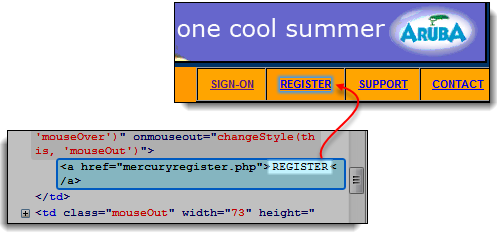 one cool summer ARUBA
SIGN-ON REGISTER SUPPORT CONTACT
'mouseOver')" onmouseout="changeStyle(th
is, 'mouseOut')">
<a href="mercuryregister.php">REGISTER<
/a>
</td>
<td class="mouseOut" width="73" height="